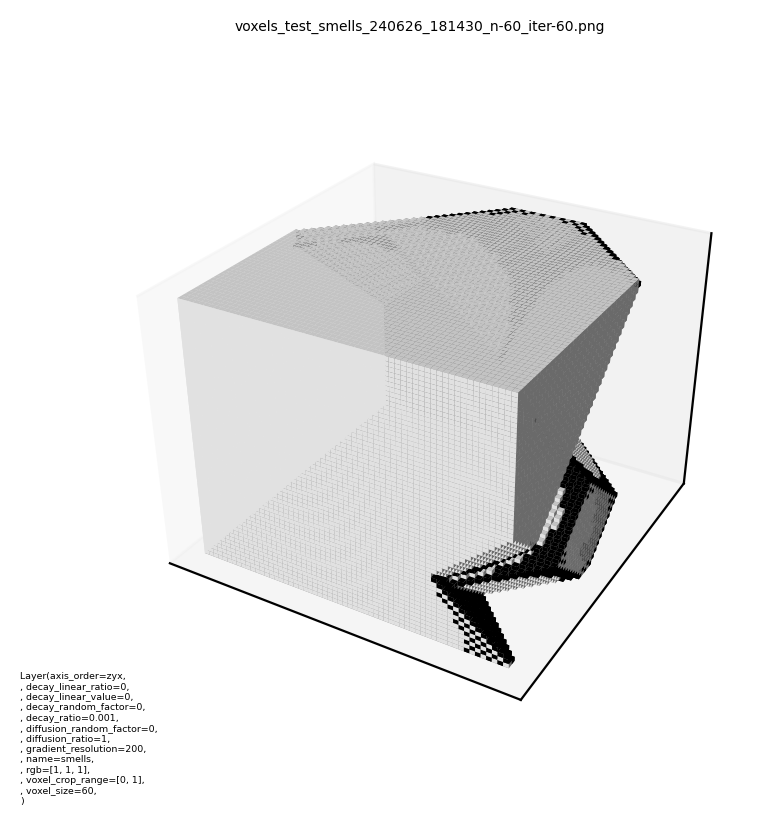 voxels_test_smells_240626_181430_n-60_iter-60.png
Layer(axis_order=zyx,
, decay_linear_ratio=0,
, decay_linear_value=0,
, decay_random_factor=0,
, decay_ratio=0.001,
, diffusion_random_factor=0,
, diffusion_ratio=1,
, gradient_resolution=200,
, name=smells,
, rgb=[1, 1, 1],
, voxel_crop_range=[0, 1],
, voxel_size=60,
)